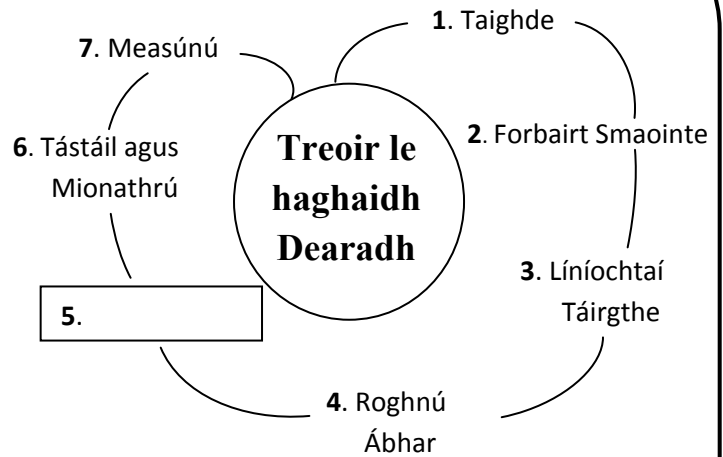 1. Taighde
2. Forbairt Smaointe
3. Líníochtaí
Táirgthe
4. Roghnú
Ábhar
5.
6. Tástáil agus
Mionathrú
7. Measúnú
Treoir le
haghaidh
Dearadh